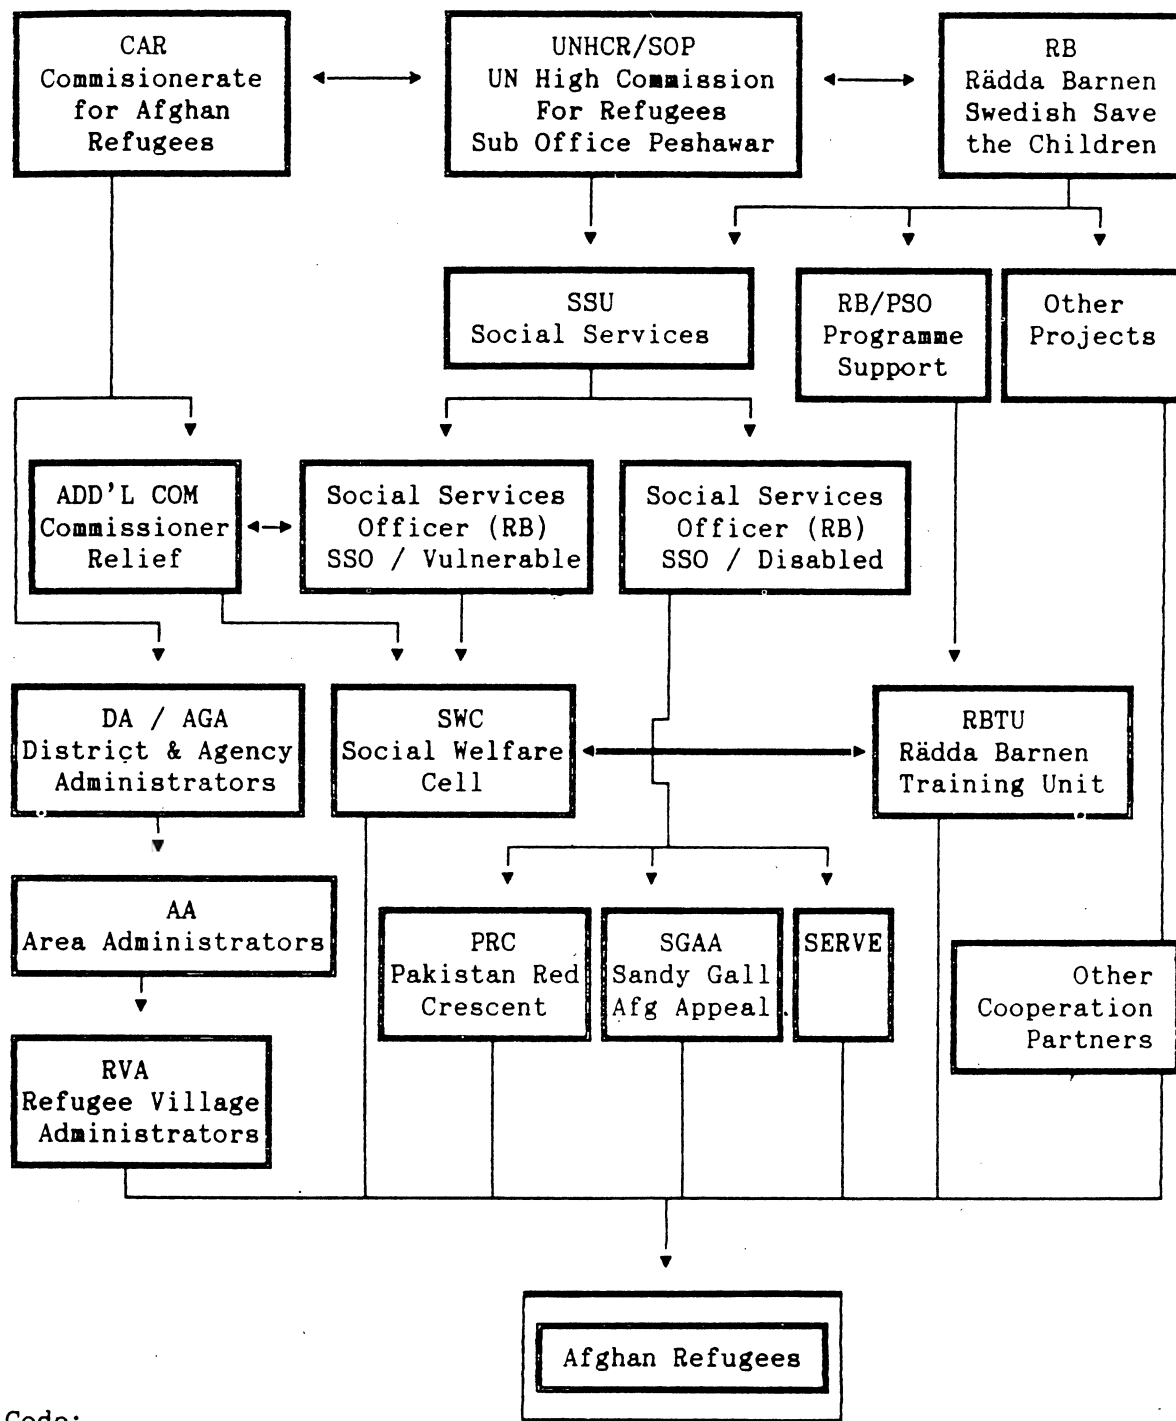 CAR
Commisionerate
for Afghan
Refugees
UNHCR/SOP
UN High Commission
For Refugees
Sub Office Peshawar
RB
Rädda Barnen
Swedish Save
the Children
SSU
Social Services
RB/PSO
Programme
Support
Other
Projects
ADD'L COM
Commissioner
Relief
Social Services
Officer (RB)
SSO / Vulnerable
Social Services
Officer (RB)
SSO / Disabled
DA / AGA
District & Agency
Administrators
SWC
Social Welfare
Cell
RBTU
Rädda Barnen
Training Unit
AA
Area Administrators
PRC
Pakistan Red
Crescent
SGAA
Sandy Gall
Afg Appeal
SERVE
Other
Cooperation
Partners
RVA
Refugee Village
Administrators
Afghan Refugees